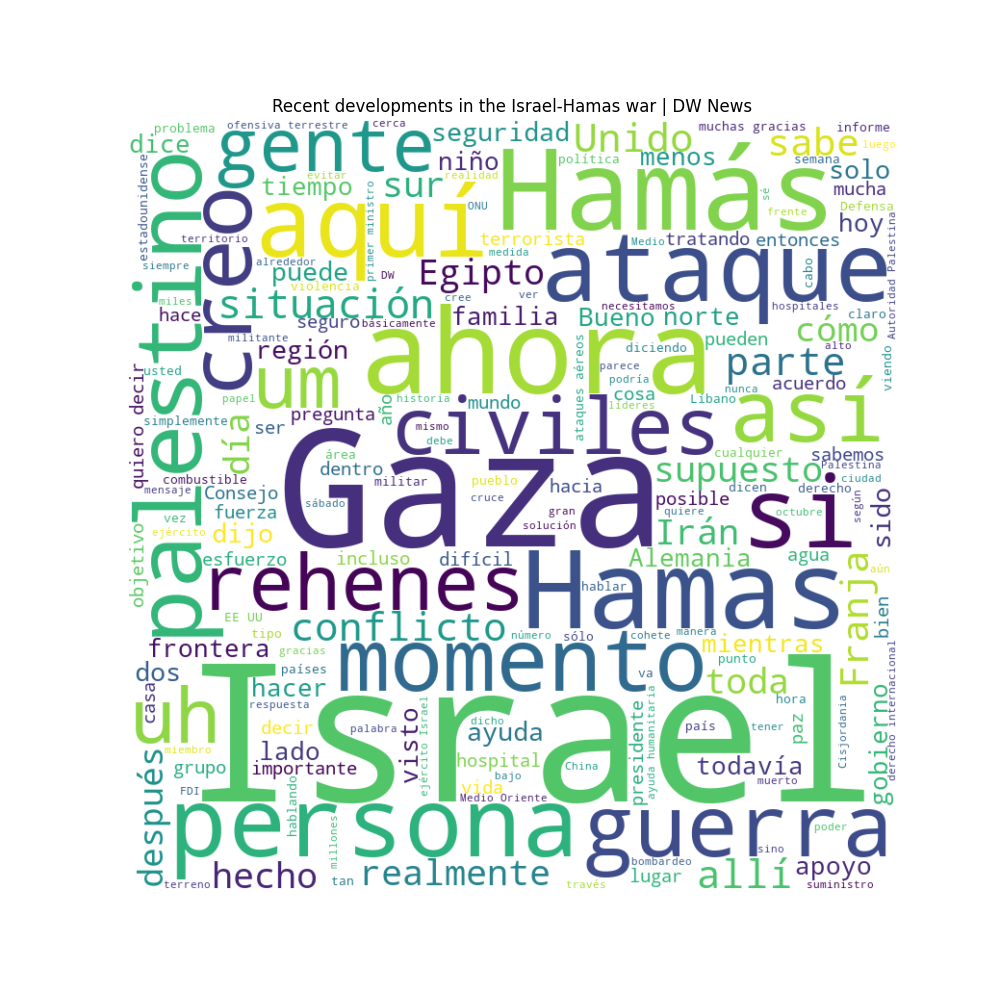 Recent developments in the Israel-Hamas war | DW News
problema
ofensiva terrestre
cerca
seguridad
Unido
muchas gracias
informe
dice
gente
sabe
luego
niño
política
menos
semana
solo
estadounidense
tiempo
sur
evitar
realidad
Hamás
mucha
palestino
creo
aquí
primer ministro
ONU
sé
frente
Defensa
hoy
territorio
terrorista
Medio
tratando
entonces
siempre
alrededor
puede
DW
medida
Egipto
ataque
cabo
Autoridad Palestina
violencia
miles
hace
situación
cree
ver
necesitamos
hospitales
claro
seguro
básicamente
familia
Bueno
norte
cómo
militante
ahora
pueden
alto
región
diciendo
viendo
usted
um
parece
parte
papel
historia
podría
nunca
acuerdo
quiero decir
pregunta
año
mundo
ataques aéreos
cosa
líderes
Líbano
así
simplemente
día
ser
mismo
debe
civiles
área
cualquier
sabemos
combustible
dentro
militar
Gaza
supuesto
Palestina
ciudad
mensaje
Consejo
sábado
pueblo
hacia
dicen
derecho
fuerza
cruce
gran
posible
si
vez
quiere
octubre
según
sido
ejército
dijo
solución
Irán
objetivo
esfuerzo
incluso
difícil
Alemania
agua
rehenes
Hamas
hablar
Franja
aún
EE UU
conflicto
tipo
gracias
número
sólo
cohete
manera
mientras
bien
frontera
momento
punto
dos
países
va
toda
casa
hacer
Israel
hora
respuesta
uh
visto
ejército Israel
dicho
presidente
ayuda humanitaria
país
tener
paz
Cisjordania
gobierno
derecho internacional
decir
palabra
ayuda
miembro
lado
hospital
después
grupo
importante
China
todavía
bajo
muerto
FDI
vida
hablando
Medio Oriente
persona
guerra
millones
poder
sino
bombardeo
terreno
hecho
tan
realmente
través
lugar
allí
apoyo
suministro